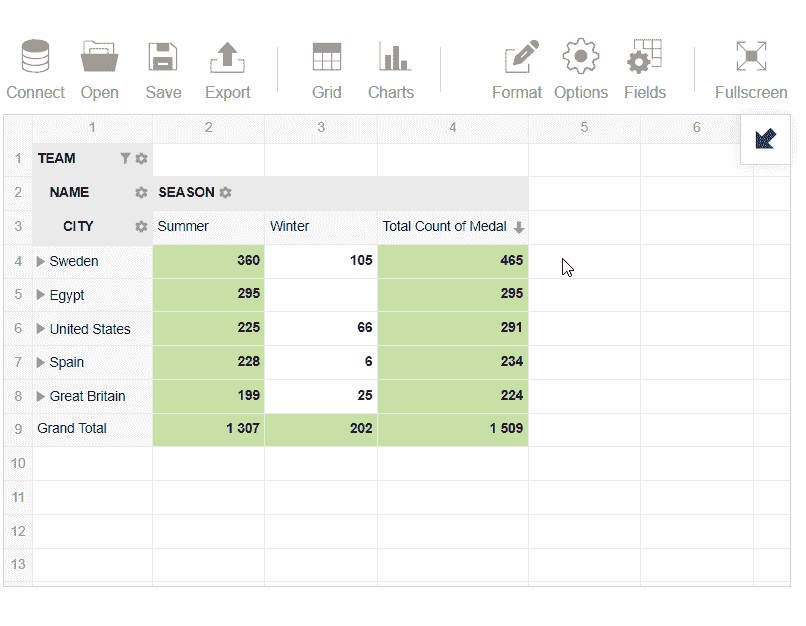 Connect Open Save Export Grid Charts Format Options Fields Fullscreen
1 2 3 4 5 6
1 TEAM
2 NAME SEASON
3 CITY Summer Winter Total Count of Medal
4 Sweden 360 105 465
5 Egypt 295 295
6 United States 225 66 291
7 Spain 228 6 234
8 Great Britain 199 25 224
9 Grand Total 1 307 202 1 509
10
11
12
13